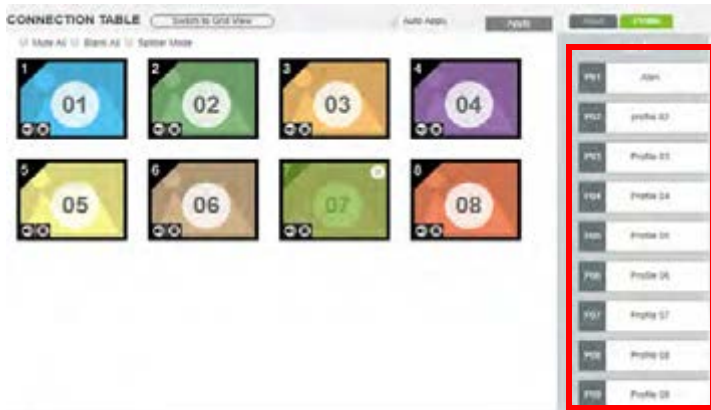 CONNECTION TABLE Switch to Grid View Auto Apply Apply Profile
Mute All Blank All Splitter Mode
1 2 3 4
01 02 03 04
5 6 7 8
05 06 07 08
P01
P02 profile 02
P03 Profile 03
P04 Profile 04
P05 Profile 05
P06 Profile 06
P07 Profile 07
P08 Profile 08
P09 Profile 09